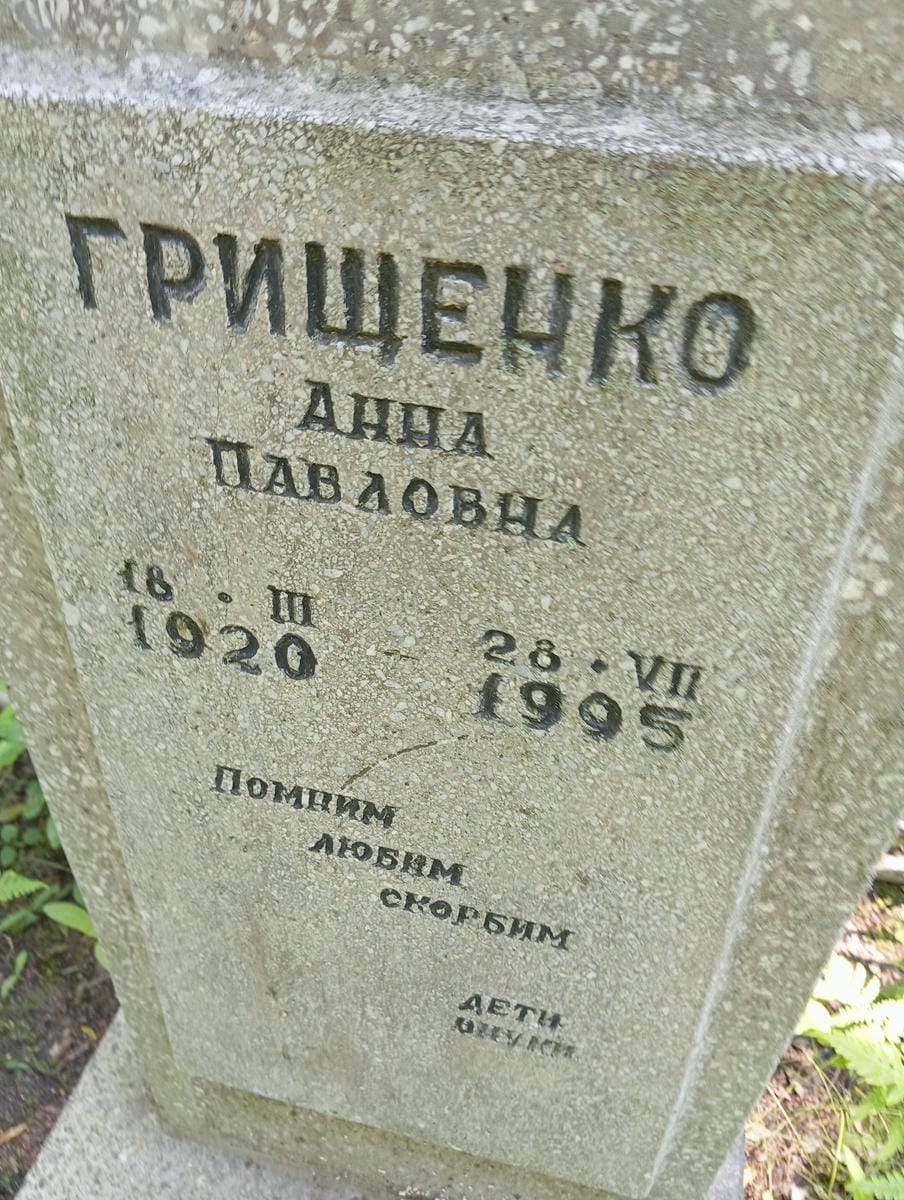 ГРИЩЕНКО
АННА
ПАВЛОВНА
18 · III 28 · VII
1920 — 1995
Помним
любим
скорбим
дети
внуки